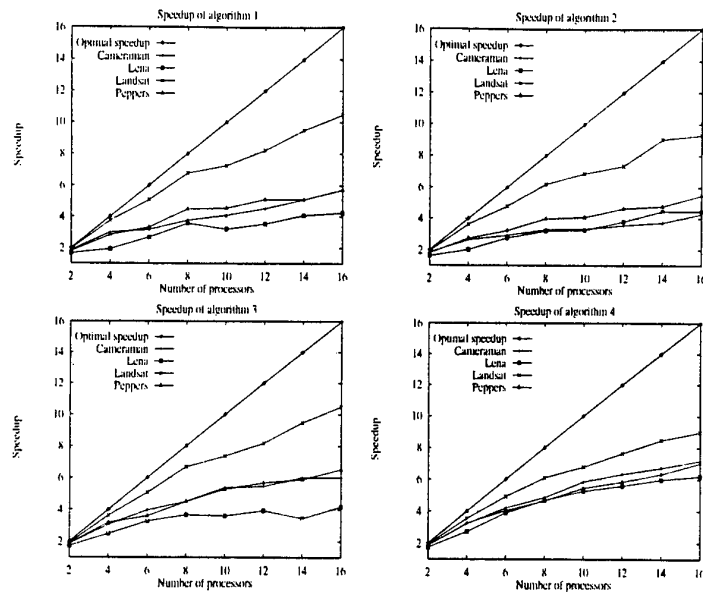 Speedup of algorithm 1
Speedup
16
14
12
10
8
6
4
2
Optimal speedup
Cameraman
Lena
Landsat
Peppers
2 4 6 8 10 12 14 16
Number of processors
Speedup of algorithm 2
Speedup
16
14
12
10
8
6
4
2
Optimal speedup
Cameraman
Lena
Landsat
Peppers
2 4 6 8 10 12 14 16
Number of processors
Speedup of algorithm 3
Speedup
16
14
12
10
8
6
4
2
Optimal speedup
Cameraman
Lena
Landsat
Peppers
2 4 6 8 10 12 14 16
Number of processors
Speedup of algorithm 4
Speedup
16
14
12
10
8
6
4
2
Optimal speedup
Cameraman
Lena
Landsat
Peppers
2 4 6 8 10 12 14 16
Number of processors